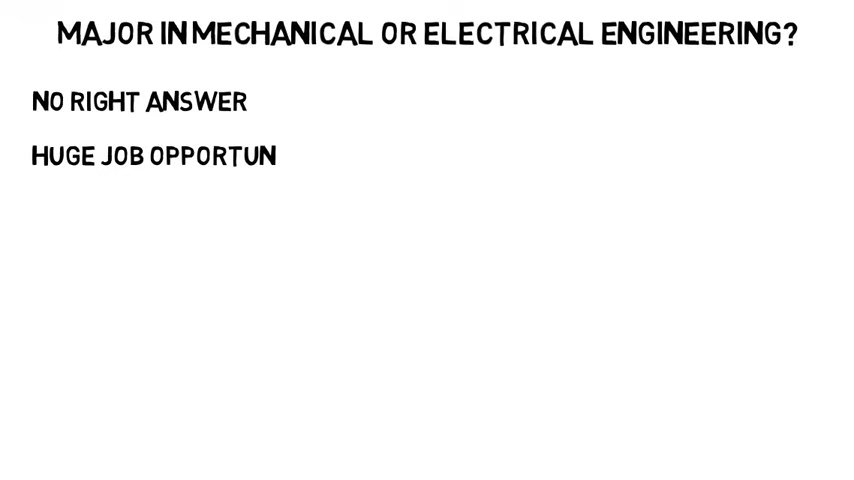 MAJOR IN MECHANICAL OR ELECTRICAL ENGINEERING?
NO RIGHT ANSWER
HUGE JOB OPPORTUN